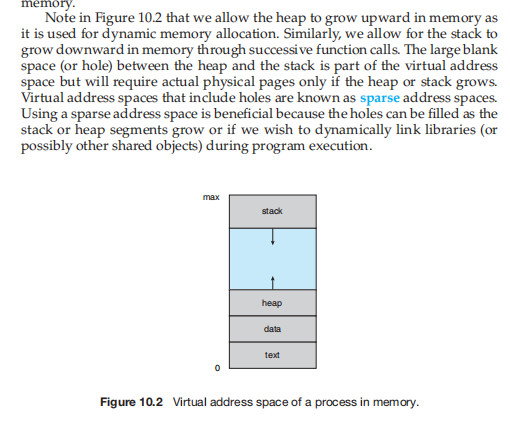 memory.
Note in Figure 10.2 that we allow the heap to grow upward in memory as
it is used for dynamic memory allocation. Similarly, we allow for the stack to
grow downward in memory through successive function calls. The large blank
space (or hole) between the heap and the stack is part of the virtual address
space but will require actual physical pages only if the heap or stack grows.
Virtual address spaces that include holes are known as sparse address spaces.
Using a sparse address space is beneficial because the holes can be filled as the
stack or heap segments grow or if we wish to dynamically link libraries (or
possibly other shared objects) during program execution.
max
stack
heap
data
text
0
Figure 10.2 Virtual address space of a process in memory.